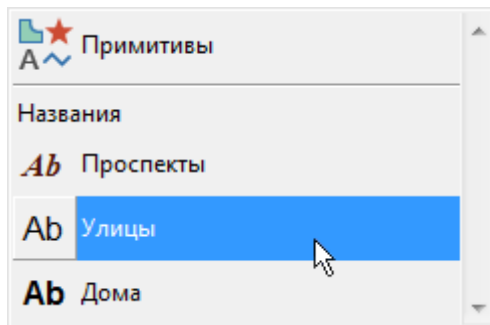 A Примитивы
Названия
Ab Проспекты
Ab Улицы
Ab Дома